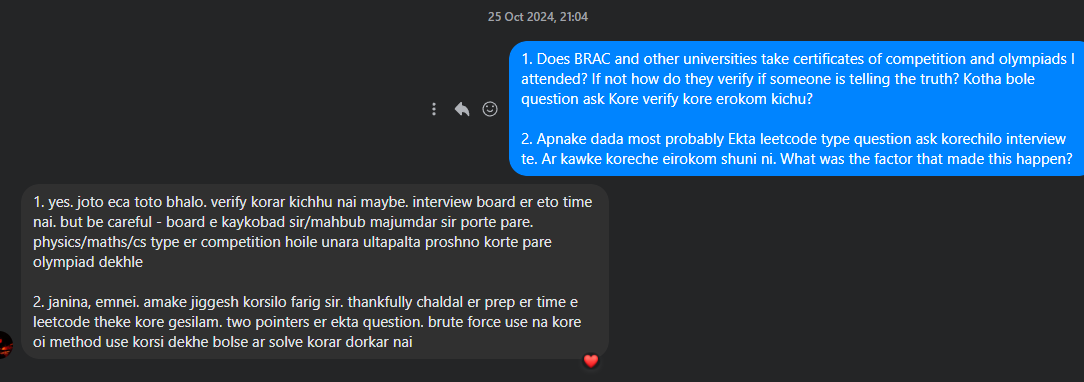 25 Oct 2024, 21:04
1. Does BRAC and other universities take certificates of competition and olympiads I
attended? If not how do they verify if someone is telling the truth? Kotha bole
question ask Kore verify kore erokom kichu?
2. Apnake dada most probably Ekta leetcode type question ask korechilo interview
te. Ar kawke koreche eirokom shuni ni. What was the factor that made this happen?
1. yes. joto eca toto bhalo. verify korar kichhu nai maybe. interview board er eto time
nai. but be careful - board e kaykobad sir/mahbub majumdar sir porte pare.
physics/maths/cs type er competition hoile unara ultapalta proshno korte pare
olympiad dekhle
2. janina, emnei. amake jiggesh korsilo farig sir. thankfully chaldal er prep er time e
leetcode theke kore gesilam. two pointers er ekta question. brute force use na kore
oi method use korsi dekhe bolse ar solve korar dorkar nai